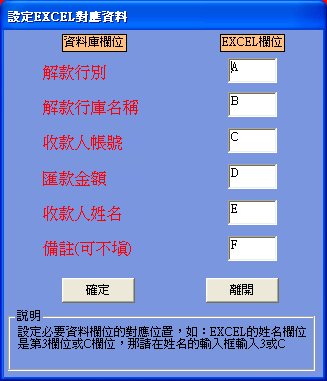 設定EXCEL對應資料
資料庫欄位 EXCEL欄位
解款行別 A
解款行庫名稱 B
收款人帳號 C
匯款金額 D
收款人姓名 E
備註(可不填) F
確定 離開
說明
設定必要資料欄位的對應位置，如：EXCEL的姓名欄位
是第3欄位或C欄位，那請在姓名的輸入框輸入3或C